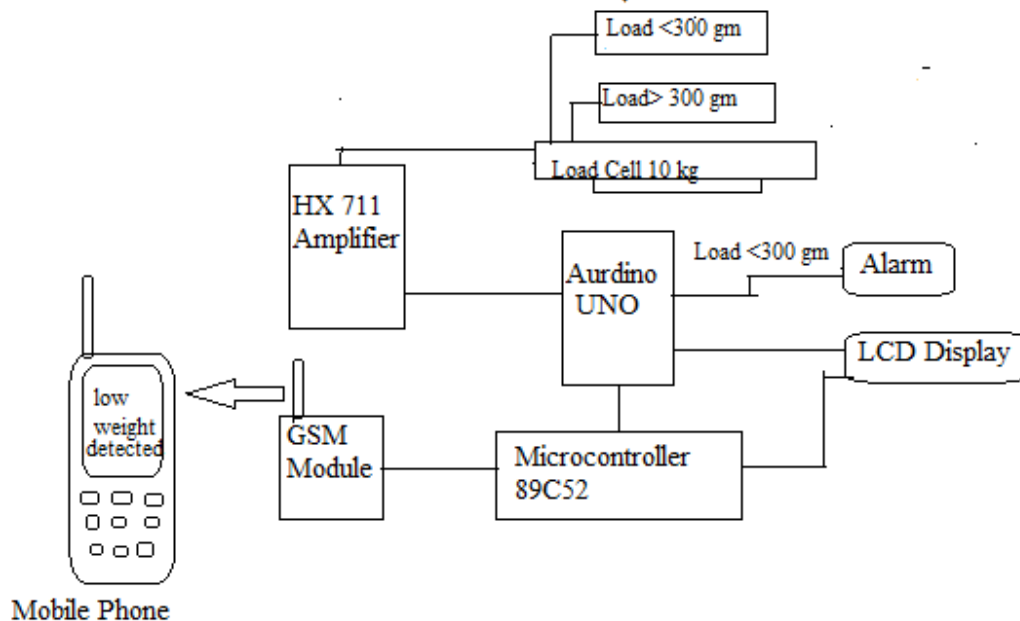 Load <300 gm
Load> 300 gm
Load Cell 10 kg
HX 711
Amplifier
Aurdino
UNO
Load <300 gm
Alarm
LCD Display
low
weight
detected
GSM
Module
Microcontroller
89C52
Mobile Phone